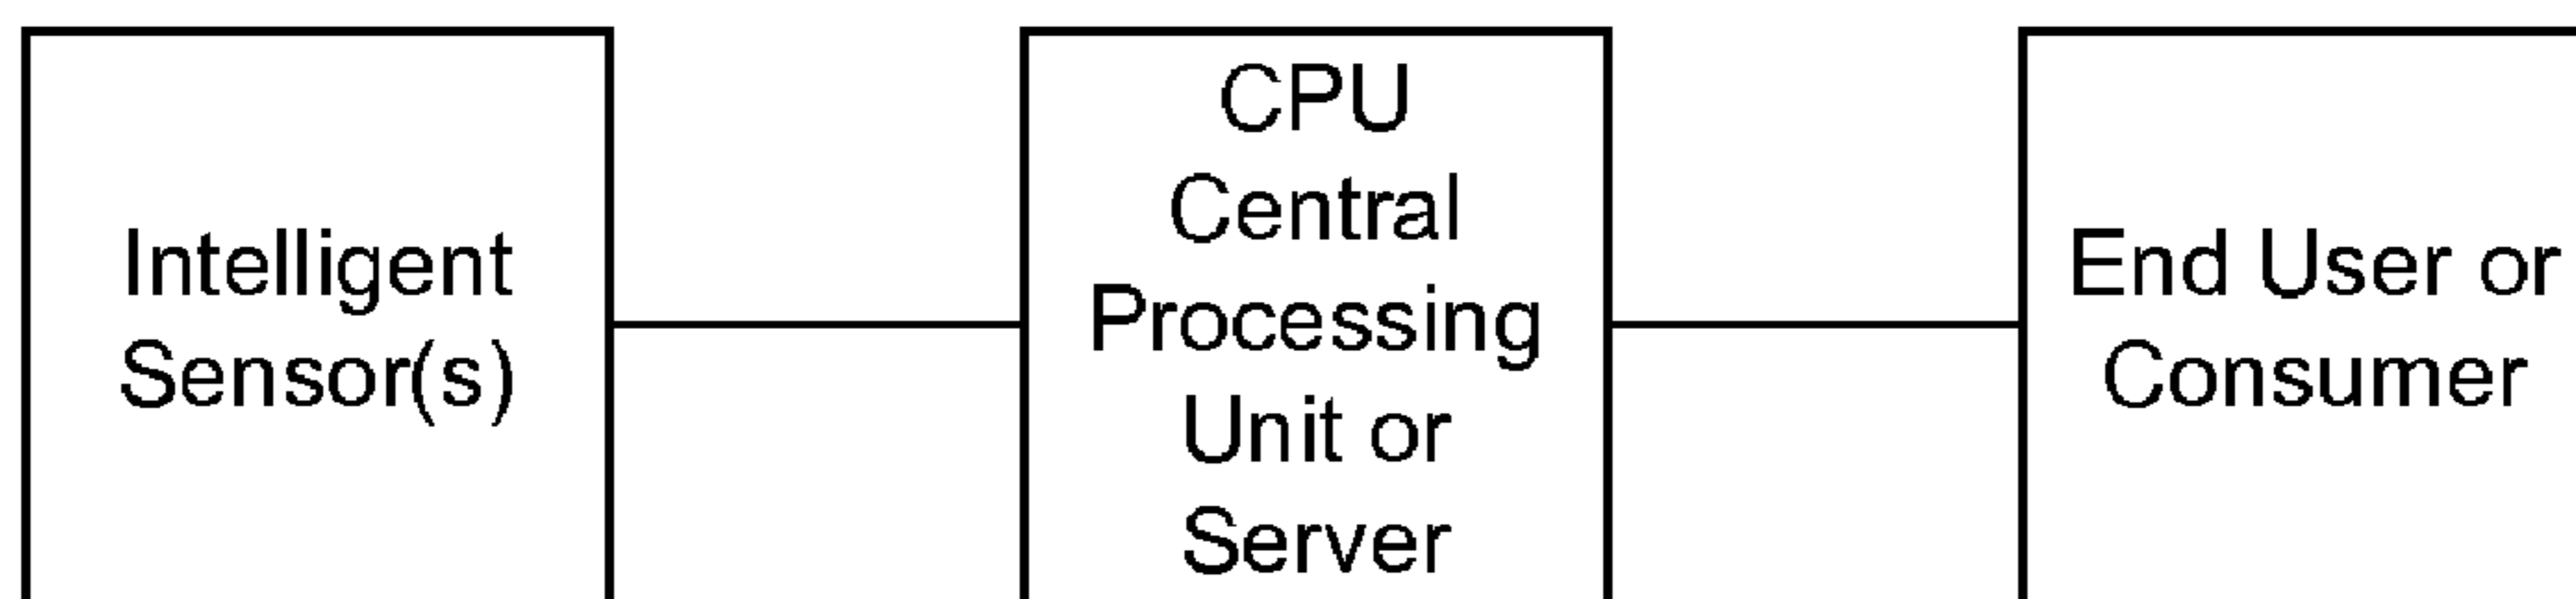 Intelligent
Sensor(s)
CPU
Central
Processing
Unit or
Server
End User or
Consumer